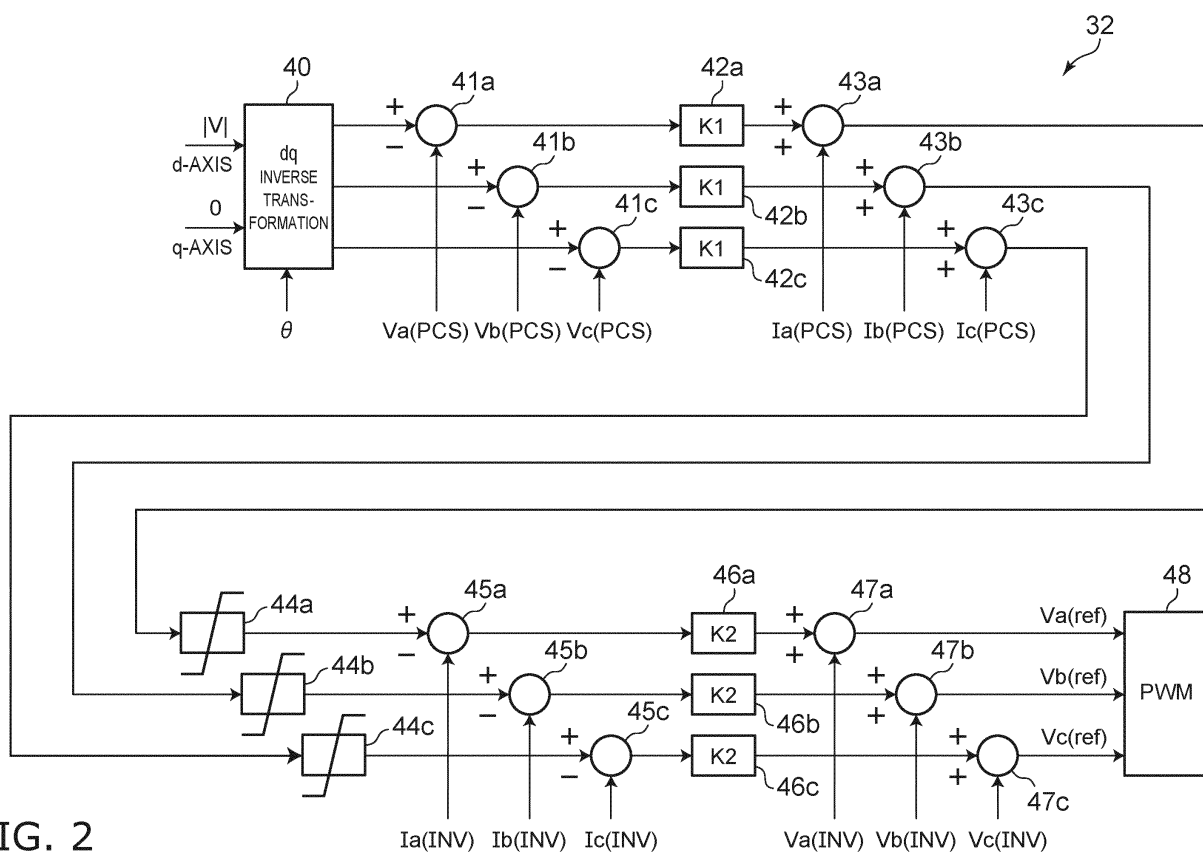 32
40
41a
42a
43a
|V|
d-AXIS
dq
INVERSE
TRANS-
FORMATION
0
q-AXIS
θ
+
−
K1
+
+
41b
+
−
K1
42b
43b
+
+
41c
+
−
K1
42c
43c
+
+
Va(PCS) Vb(PCS) Vc(PCS) Ia(PCS) Ib(PCS) Ic(PCS)
44a
45a
46a
47a
48
+
−
K2
+
+
Va(ref)
44b
45b
+
−
K2
46b
47b
+
+
Vb(ref)
PWM
44c
45c
+
−
K2
46c
+
+
47c
Vc(ref)
Ia(INV) Ib(INV) Ic(INV) Va(INV) Vb(INV) Vc(INV)
IG. 2